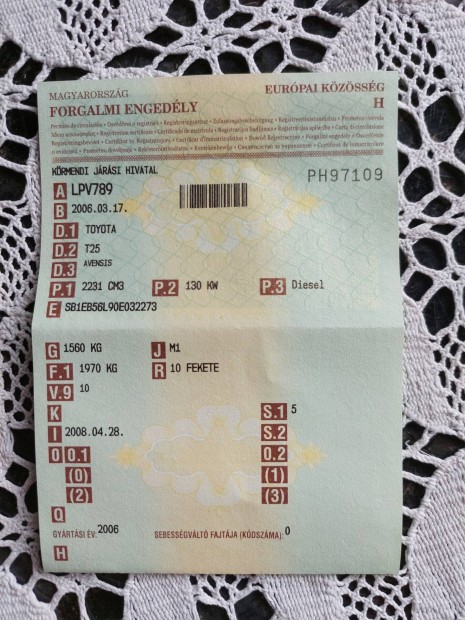 MAGYARORSZÁG EURÓPAI KÖZÖSSÉG
FORGALMI ENGEDÉLY H
KÖRMENDI JÁRÁSI HIVATAL PH97109
A LPV789
B 2006.03.17.
D.1 TOYOTA
D.2 T25
D.3 AVENSIS
P.1 2231 CM3 P.2 130 KW P.3 Diesel
E SB1EB56L90E032273
G 1560 KG J M1
F.1 1970 KG R 10 FEKETE
V.9 10
K S.1 5
I 2008.04.28. S.2
O O.1 O.2
(0) (1)
(2) (3)
Q
GYÁRTÁSI ÉV: 2006 SEBESSÉGVÁLTÓ FAJTÁJA (KÓDSZÁMA): 0
H